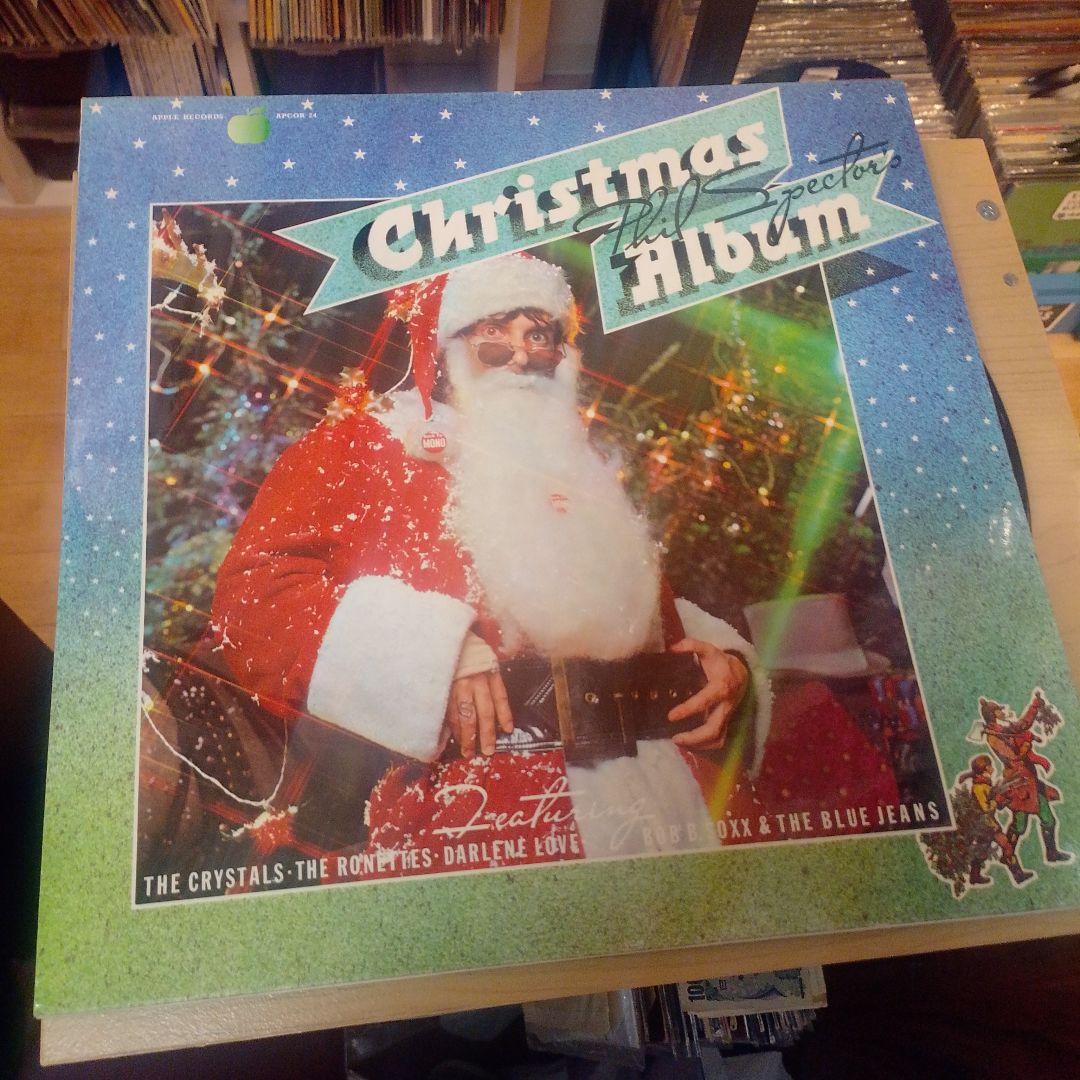 APPLE RECORDS APCOR 24
Christmas
Phil Spector's
Album
MONO
Featuring
THE CRYSTALS·THE RONETTES·DARLENE LOVE
BOB B. SOXX & THE BLUE JEANS